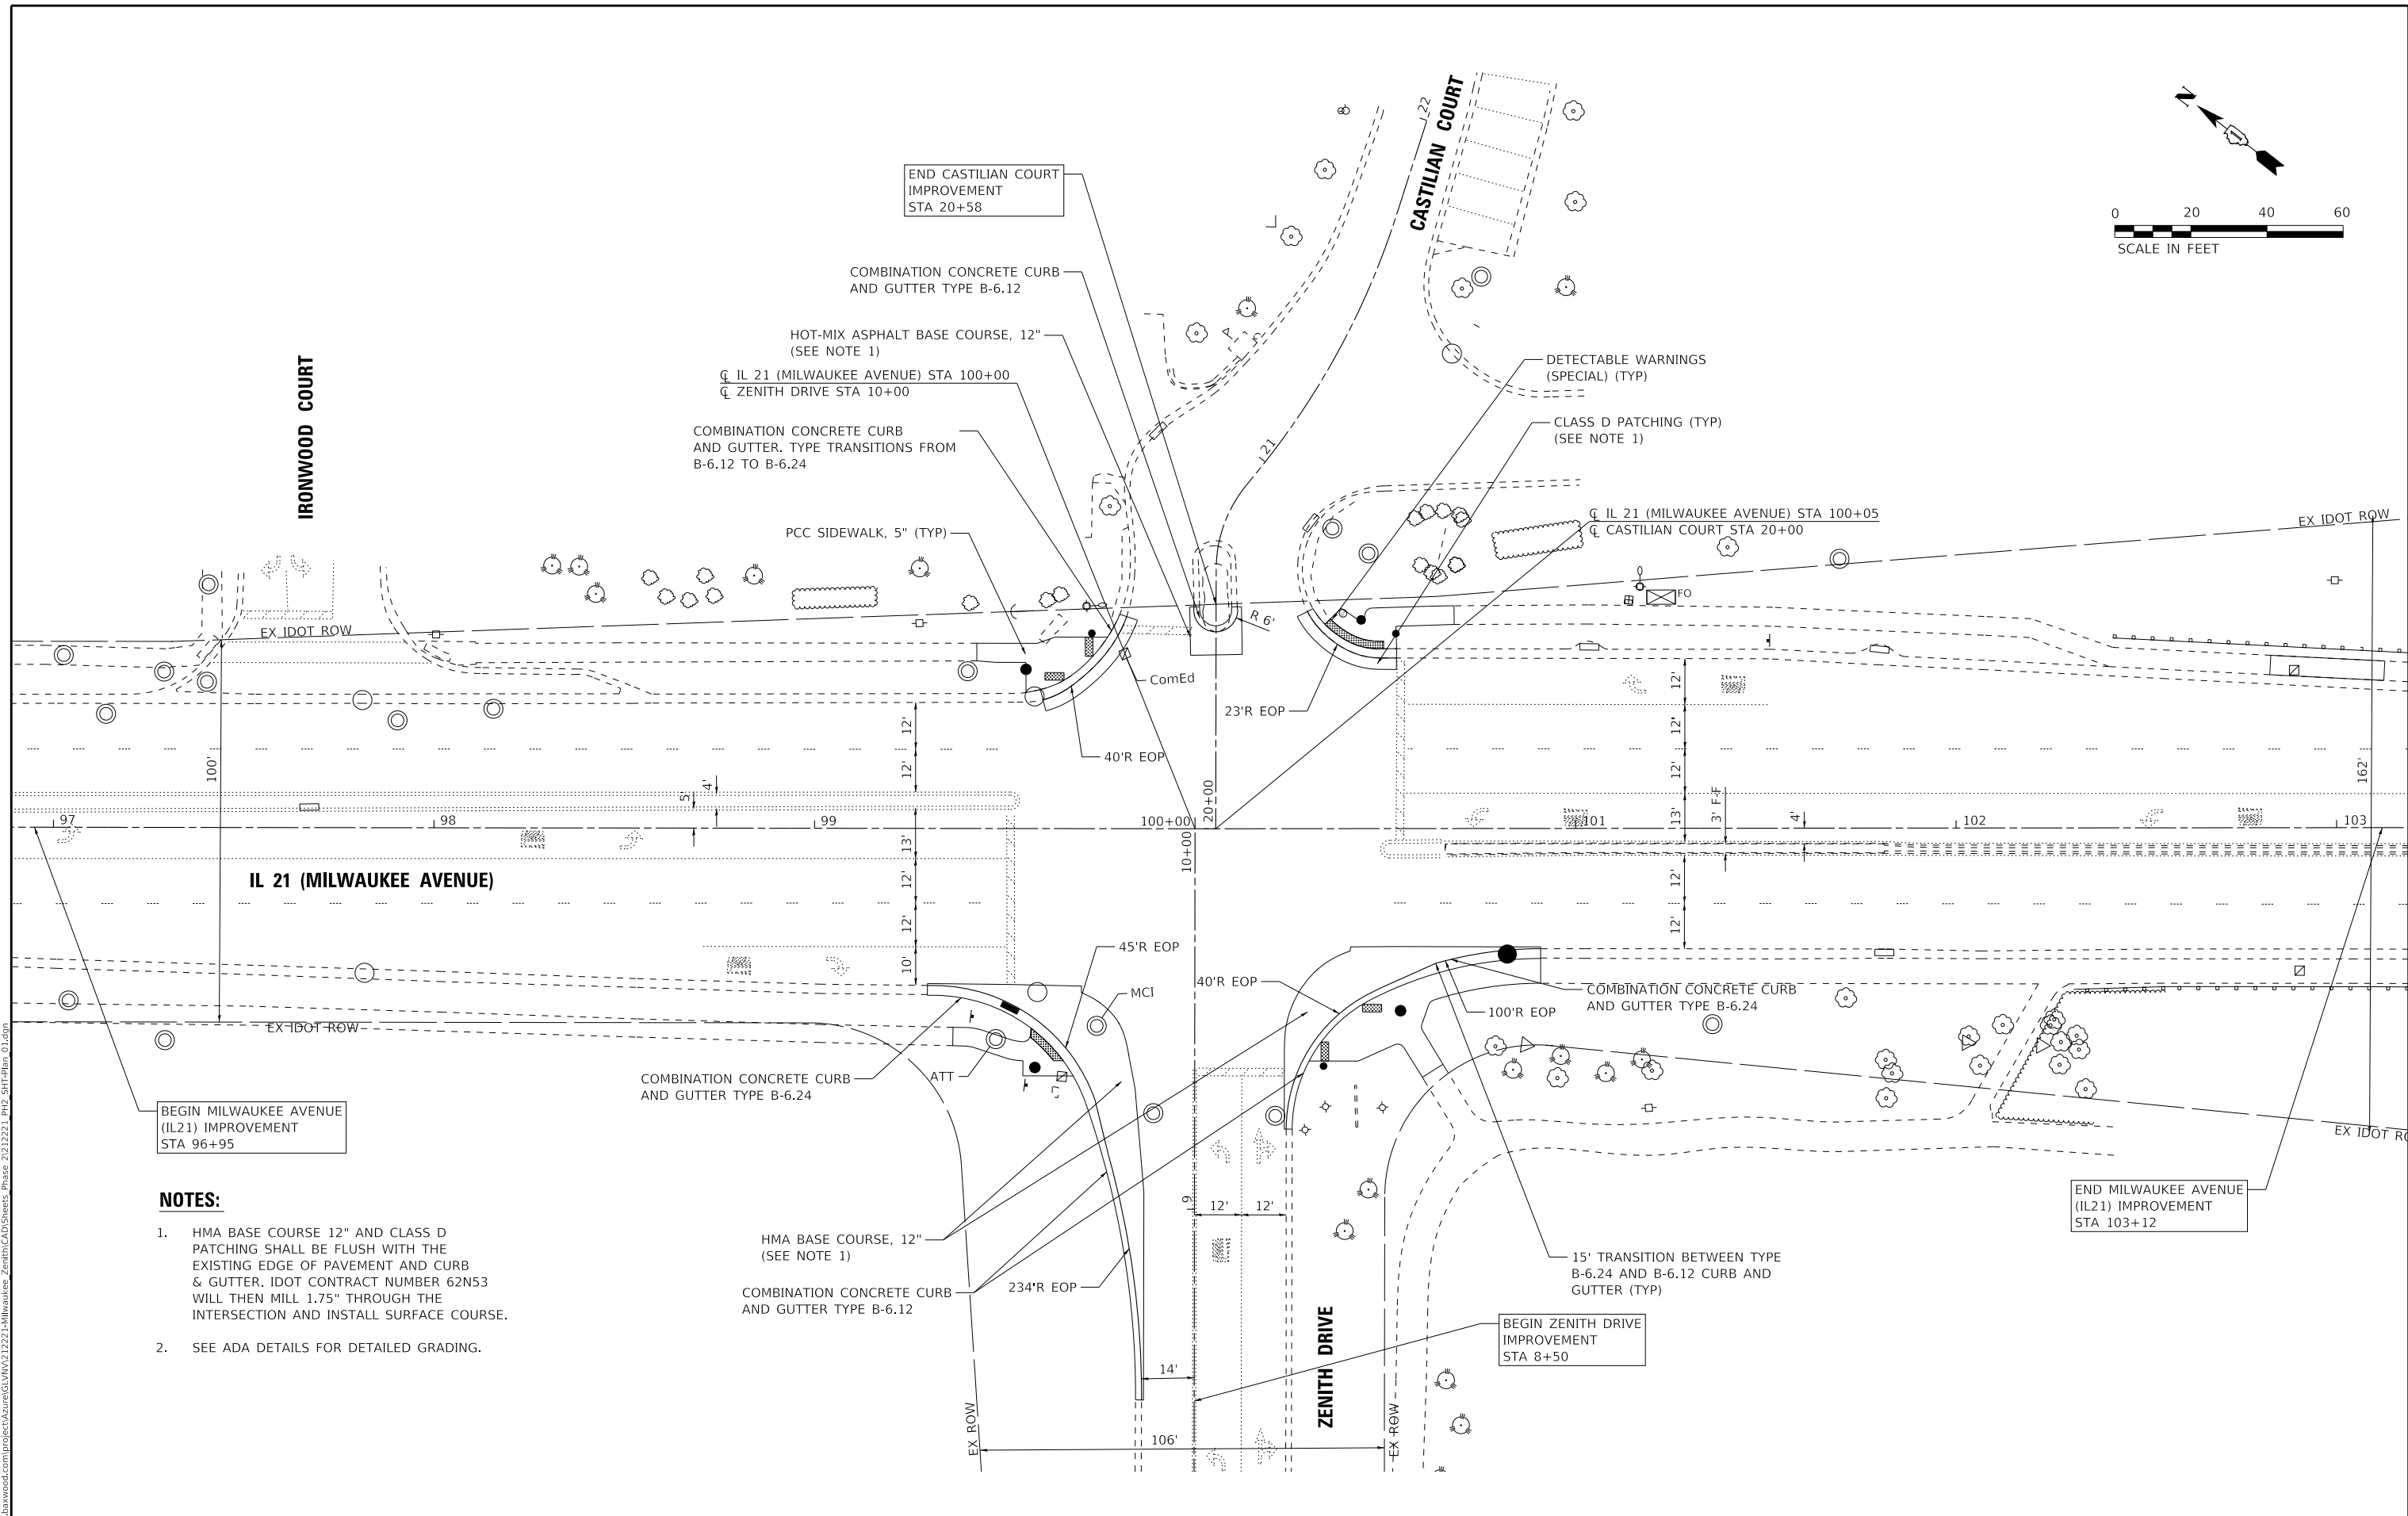 N
0 20 40 60
SCALE IN FEET
CASTILIAN COURT
22
21
END CASTILIAN COURT
IMPROVEMENT
STA 20+58
COMBINATION CONCRETE CURB
AND GUTTER TYPE B-6.12
HOT-MIX ASPHALT BASE COURSE, 12"
(SEE NOTE 1)
℄ IL 21 (MILWAUKEE AVENUE) STA 100+00
℄ ZENITH DRIVE STA 10+00
COMBINATION CONCRETE CURB
AND GUTTER. TYPE TRANSITIONS FROM
B-6.12 TO B-6.24
PCC SIDEWALK, 5" (TYP)
IRONWOOD COURT
DETECTABLE WARNINGS
(SPECIAL) (TYP)
CLASS D PATCHING (TYP)
(SEE NOTE 1)
℄ IL 21 (MILWAUKEE AVENUE) STA 100+05
℄ CASTILIAN COURT STA 20+00
EX IDOT ROW
EX IDOT ROW
FO
R 6'
ComEd
23'R EOP
40'R EOP
100'
12'
12'
5'
4'
12'
12'
12'
13'
3' F-F
4'
162'
97
98
99
100+00
20+00
10+00
101
102
103
13'
12'
12'
10'
12'
12'
IL 21 (MILWAUKEE AVENUE)
45'R EOP
MCI
40'R EOP
100'R EOP
COMBINATION CONCRETE CURB
AND GUTTER TYPE B-6.24
EX IDOT ROW
COMBINATION CONCRETE CURB
AND GUTTER TYPE B-6.24
ATT
BEGIN MILWAUKEE AVENUE
(IL21) IMPROVEMENT
STA 96+95
EX IDOT RO
END MILWAUKEE AVENUE
(IL21) IMPROVEMENT
STA 103+12
NOTES:
1. HMA BASE COURSE 12" AND CLASS D
PATCHING SHALL BE FLUSH WITH THE
EXISTING EDGE OF PAVEMENT AND CURB
& GUTTER. IDOT CONTRACT NUMBER 62N53
WILL THEN MILL 1.75" THROUGH THE
INTERSECTION AND INSTALL SURFACE COURSE.
2. SEE ADA DETAILS FOR DETAILED GRADING.
HMA BASE COURSE, 12"
(SEE NOTE 1)
COMBINATION CONCRETE CURB
AND GUTTER TYPE B-6.12
234'R EOP
9
12' 12'
15' TRANSITION BETWEEN TYPE
B-6.24 AND B-6.12 CURB AND
GUTTER (TYP)
BEGIN ZENITH DRIVE
IMPROVEMENT
STA 8+50
14'
ZENITH DRIVE
EX ROW
106'
EX ROW